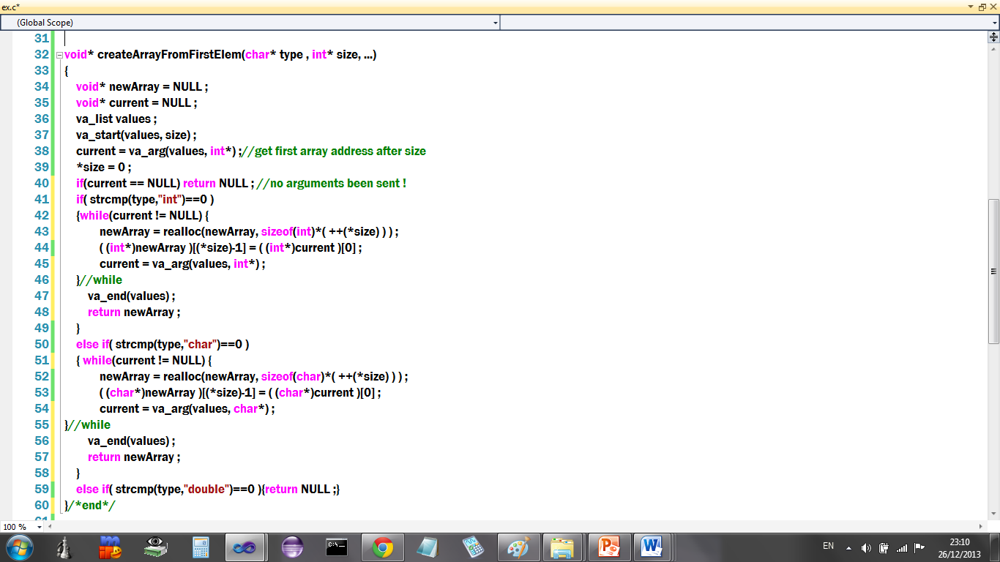 ex.c*
(Global Scope)
31
32 void* createArrayFromFirstElem(char* type , int* size, ...)
33 {
34 void* newArray = NULL ;
35 void* current = NULL ;
36 va_list values ;
37 va_start(values, size) ;
38 current = va_arg(values, int*) ;//get first array address after size
39 *size = 0 ;
40 if(current == NULL) return NULL ; //no arguments been sent !
41 if( strcmp(type,"int")==0 )
42 {while(current != NULL) {
43 newArray = realloc(newArray, sizeof(int)*( ++(*size) ) ) ;
44 ( (int*)newArray )[(*size)-1] = ( (int*)current )[0] ;
45 current = va_arg(values, int*) ;
46 }//while
47 va_end(values) ;
48 return newArray ;
49 }
50 else if( strcmp(type,"char")==0 )
51 { while(current != NULL) {
52 newArray = realloc(newArray, sizeof(char)*( ++(*size) ) ) ;
53 ( (char*)newArray )[(*size)-1] = ( (char*)current )[0] ;
54 current = va_arg(values, char*) ;
55 }//while
56 va_end(values) ;
57 return newArray ;
58 }
59 else if( strcmp(type,"double")==0 ){return NULL ;}
60 }/*end*/
61
100 %
EN
23:10
26/12/2013